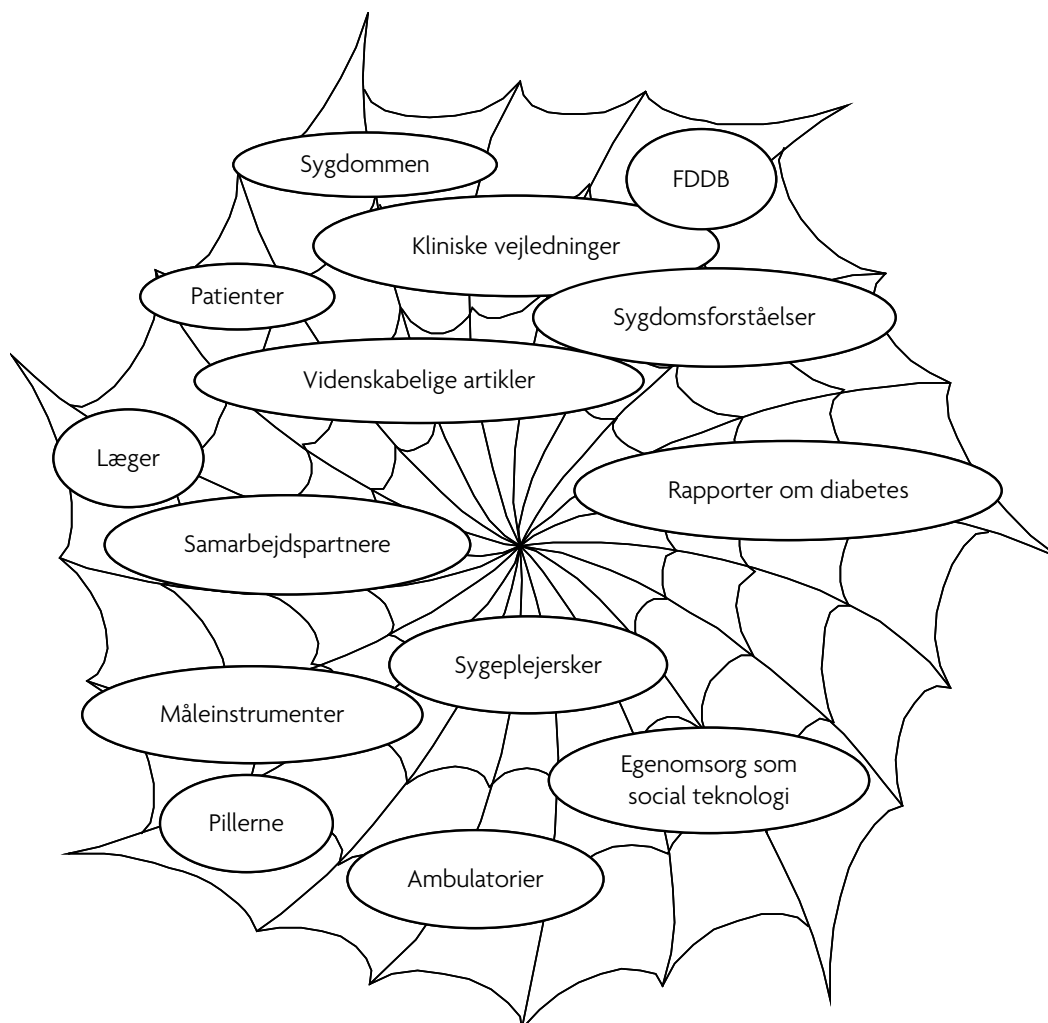 Sygdommen
FDDB
Kliniske vejledninger
Patienter
Sygdomsforståelser
Videnskabelige artikler
Læger
Rapporter om diabetes
Samarbejdspartnere
Sygeplejersker
Måleinstrumenter
Egenomsorg som
social teknologi
Pillerne
Ambulatorier